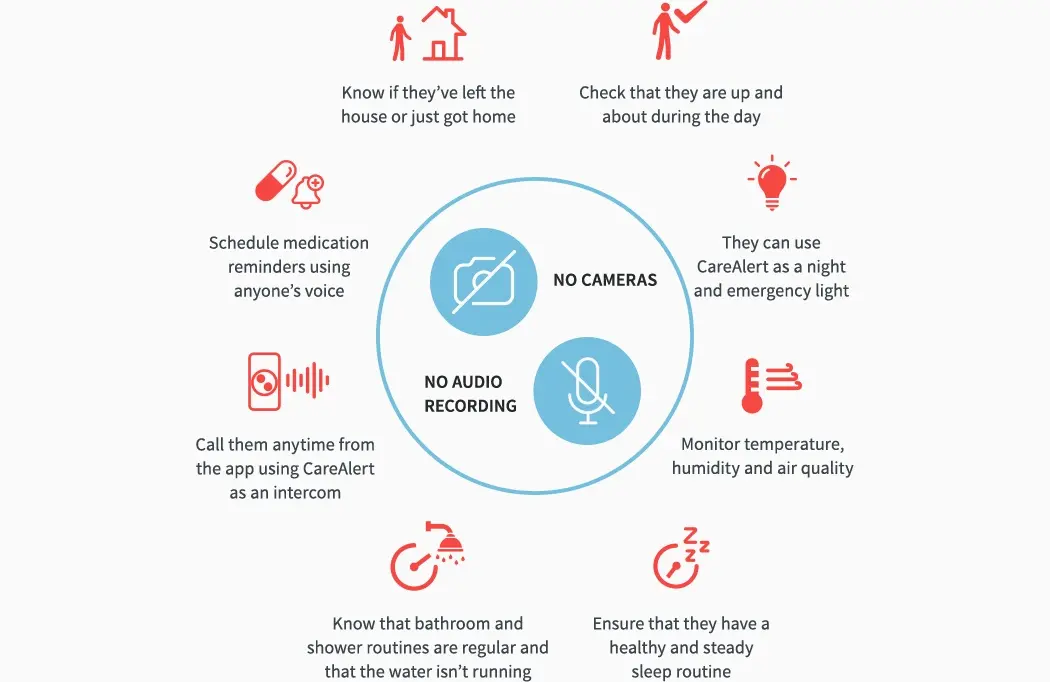 Know if they’ve left the
house or just got home
Check that they are up and
about during the day
Schedule medication
reminders using
anyone’s voice
They can use
CareAlert as a night
and emergency light
NO CAMERAS
NO AUDIO
RECORDING
Call them anytime from
the app using CareAlert
as an intercom
Monitor temperature,
humidity and air quality
Know that bathroom and
shower routines are regular and
that the water isn’t running
Ensure that they have a
healthy and steady
sleep routine